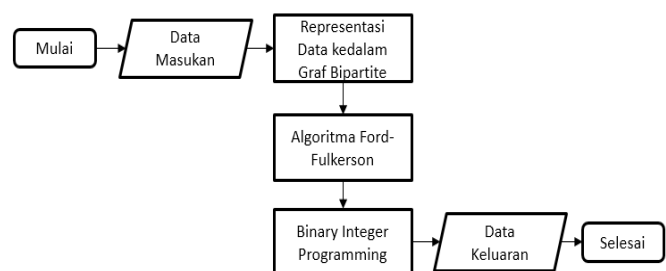 Mulai
Data
Masukan
Representasi
Data kedalam
Graf Bipartite
Algoritma Ford-
Fulkerson
Binary Integer
Programming
Data
Keluaran
Selesai